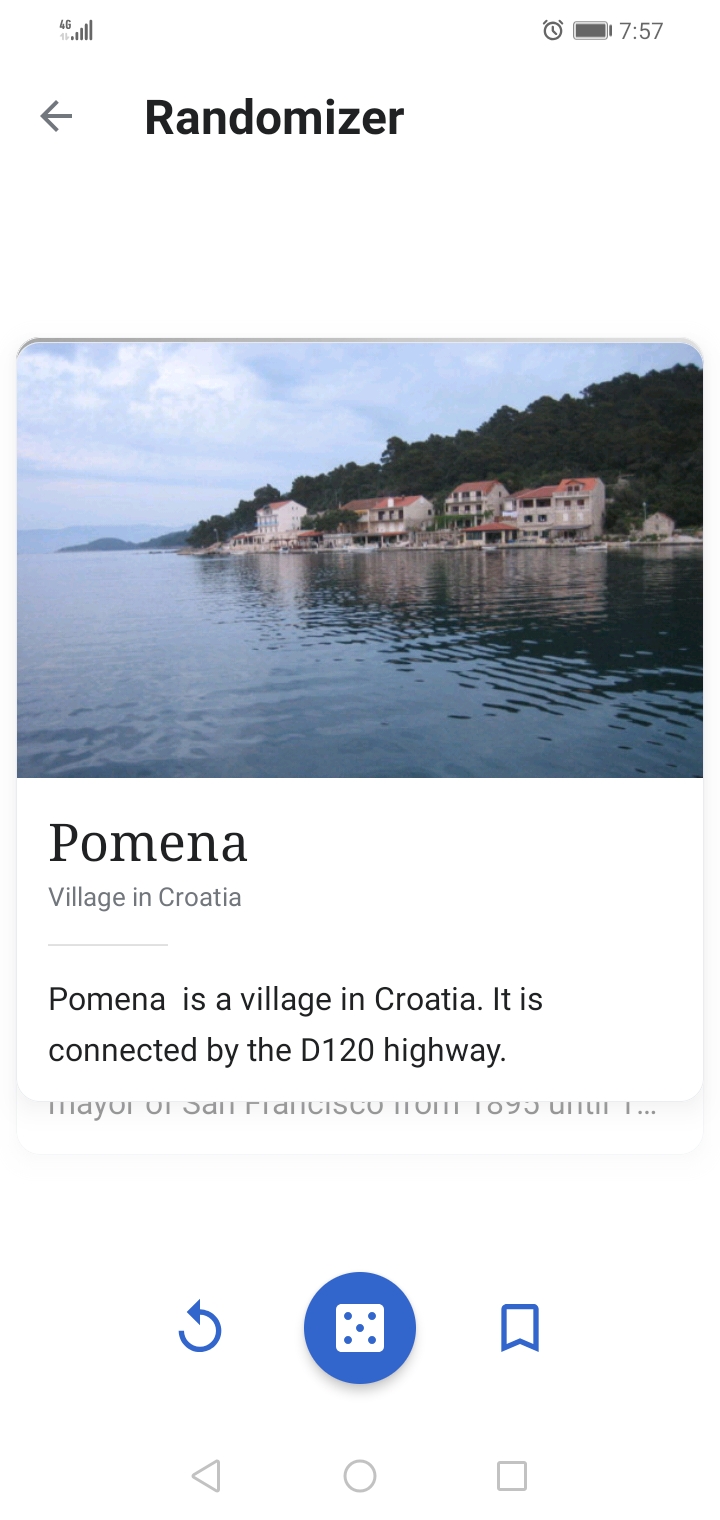 4G
7:57
Randomizer
Pomena
Village in Croatia
Pomena is a village in Croatia. It is
connected by the D120 highway.
mayor of San Francisco from 1895 until 1…